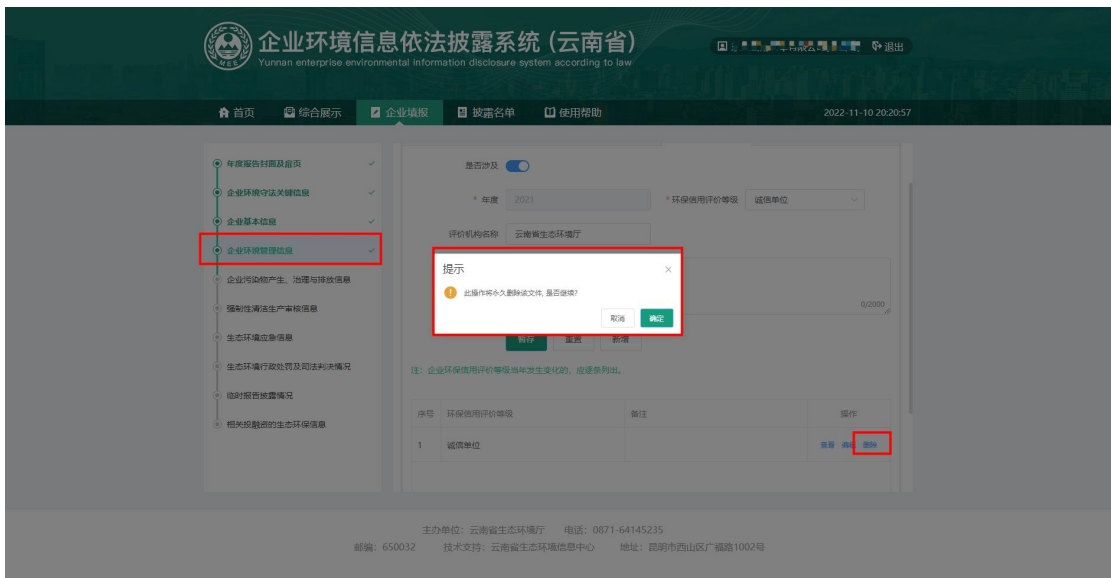 企业环境信息依法披露系统 (云南省)
Yunnan enterprise environmental information disclosure system according to law
MEE
退出
首页 综合展示 企业填报 披露名单 使用帮助 2022-11-10 20:20:57
年度报告封面及扉页
企业环境守法关键信息
企业基本信息
企业环境管理信息
企业污染物产生、治理与排放信息
强制性清洁生产审核信息
生态环境应急信息
生态环境行政处罚及司法判决情况
临时报告披露情况
相关投融资的生态环保信息
是否涉及
* 年度 2021 * 环保信用评价等级 诚信单位
评价机构名称 云南省生态环境厅
提示
此操作将永久删除该文件, 是否继续?
取消 确定
0/2000
暂存 重置 新增
注：企业环保信用评价等级当年发生变化的，应逐条列出。
序号 环保信用评价等级 备注 操作
1 诚信单位 查看 编辑 删除
主办单位：云南省生态环境厅 电话：0871-64145235
邮编：650032 技术支持：云南省生态环境信息中心 地址：昆明市西山区广福路1002号